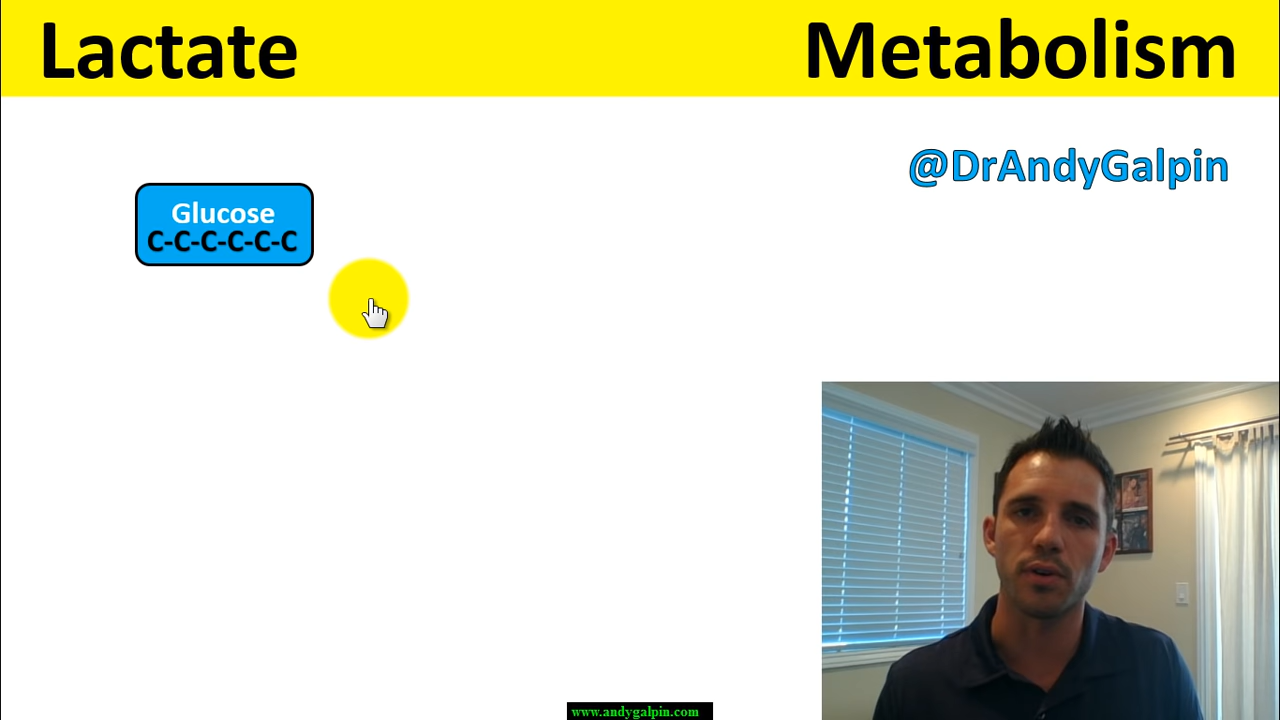 Lactate Metabolism
@DrAndyGalpin
Glucose
C-C-C-C-C-C
www.andygalpin.com